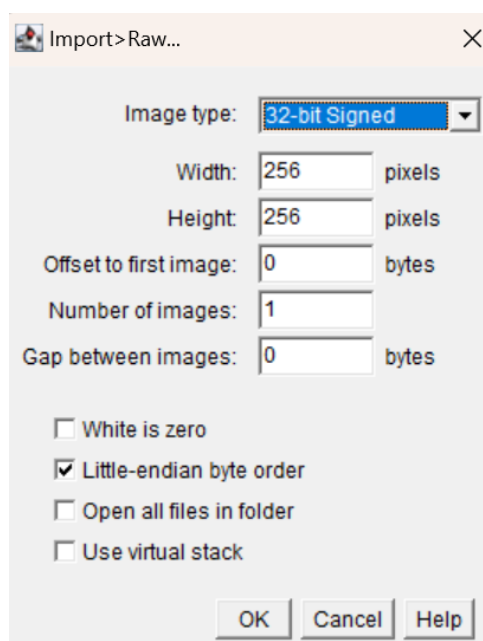 Import>Raw...
Image type: 32-bit Signed
Width: 256 pixels
Height: 256 pixels
Offset to first image: 0 bytes
Number of images: 1
Gap between images: 0 bytes
White is zero
Little-endian byte order
Open all files in folder
Use virtual stack
OK Cancel Help